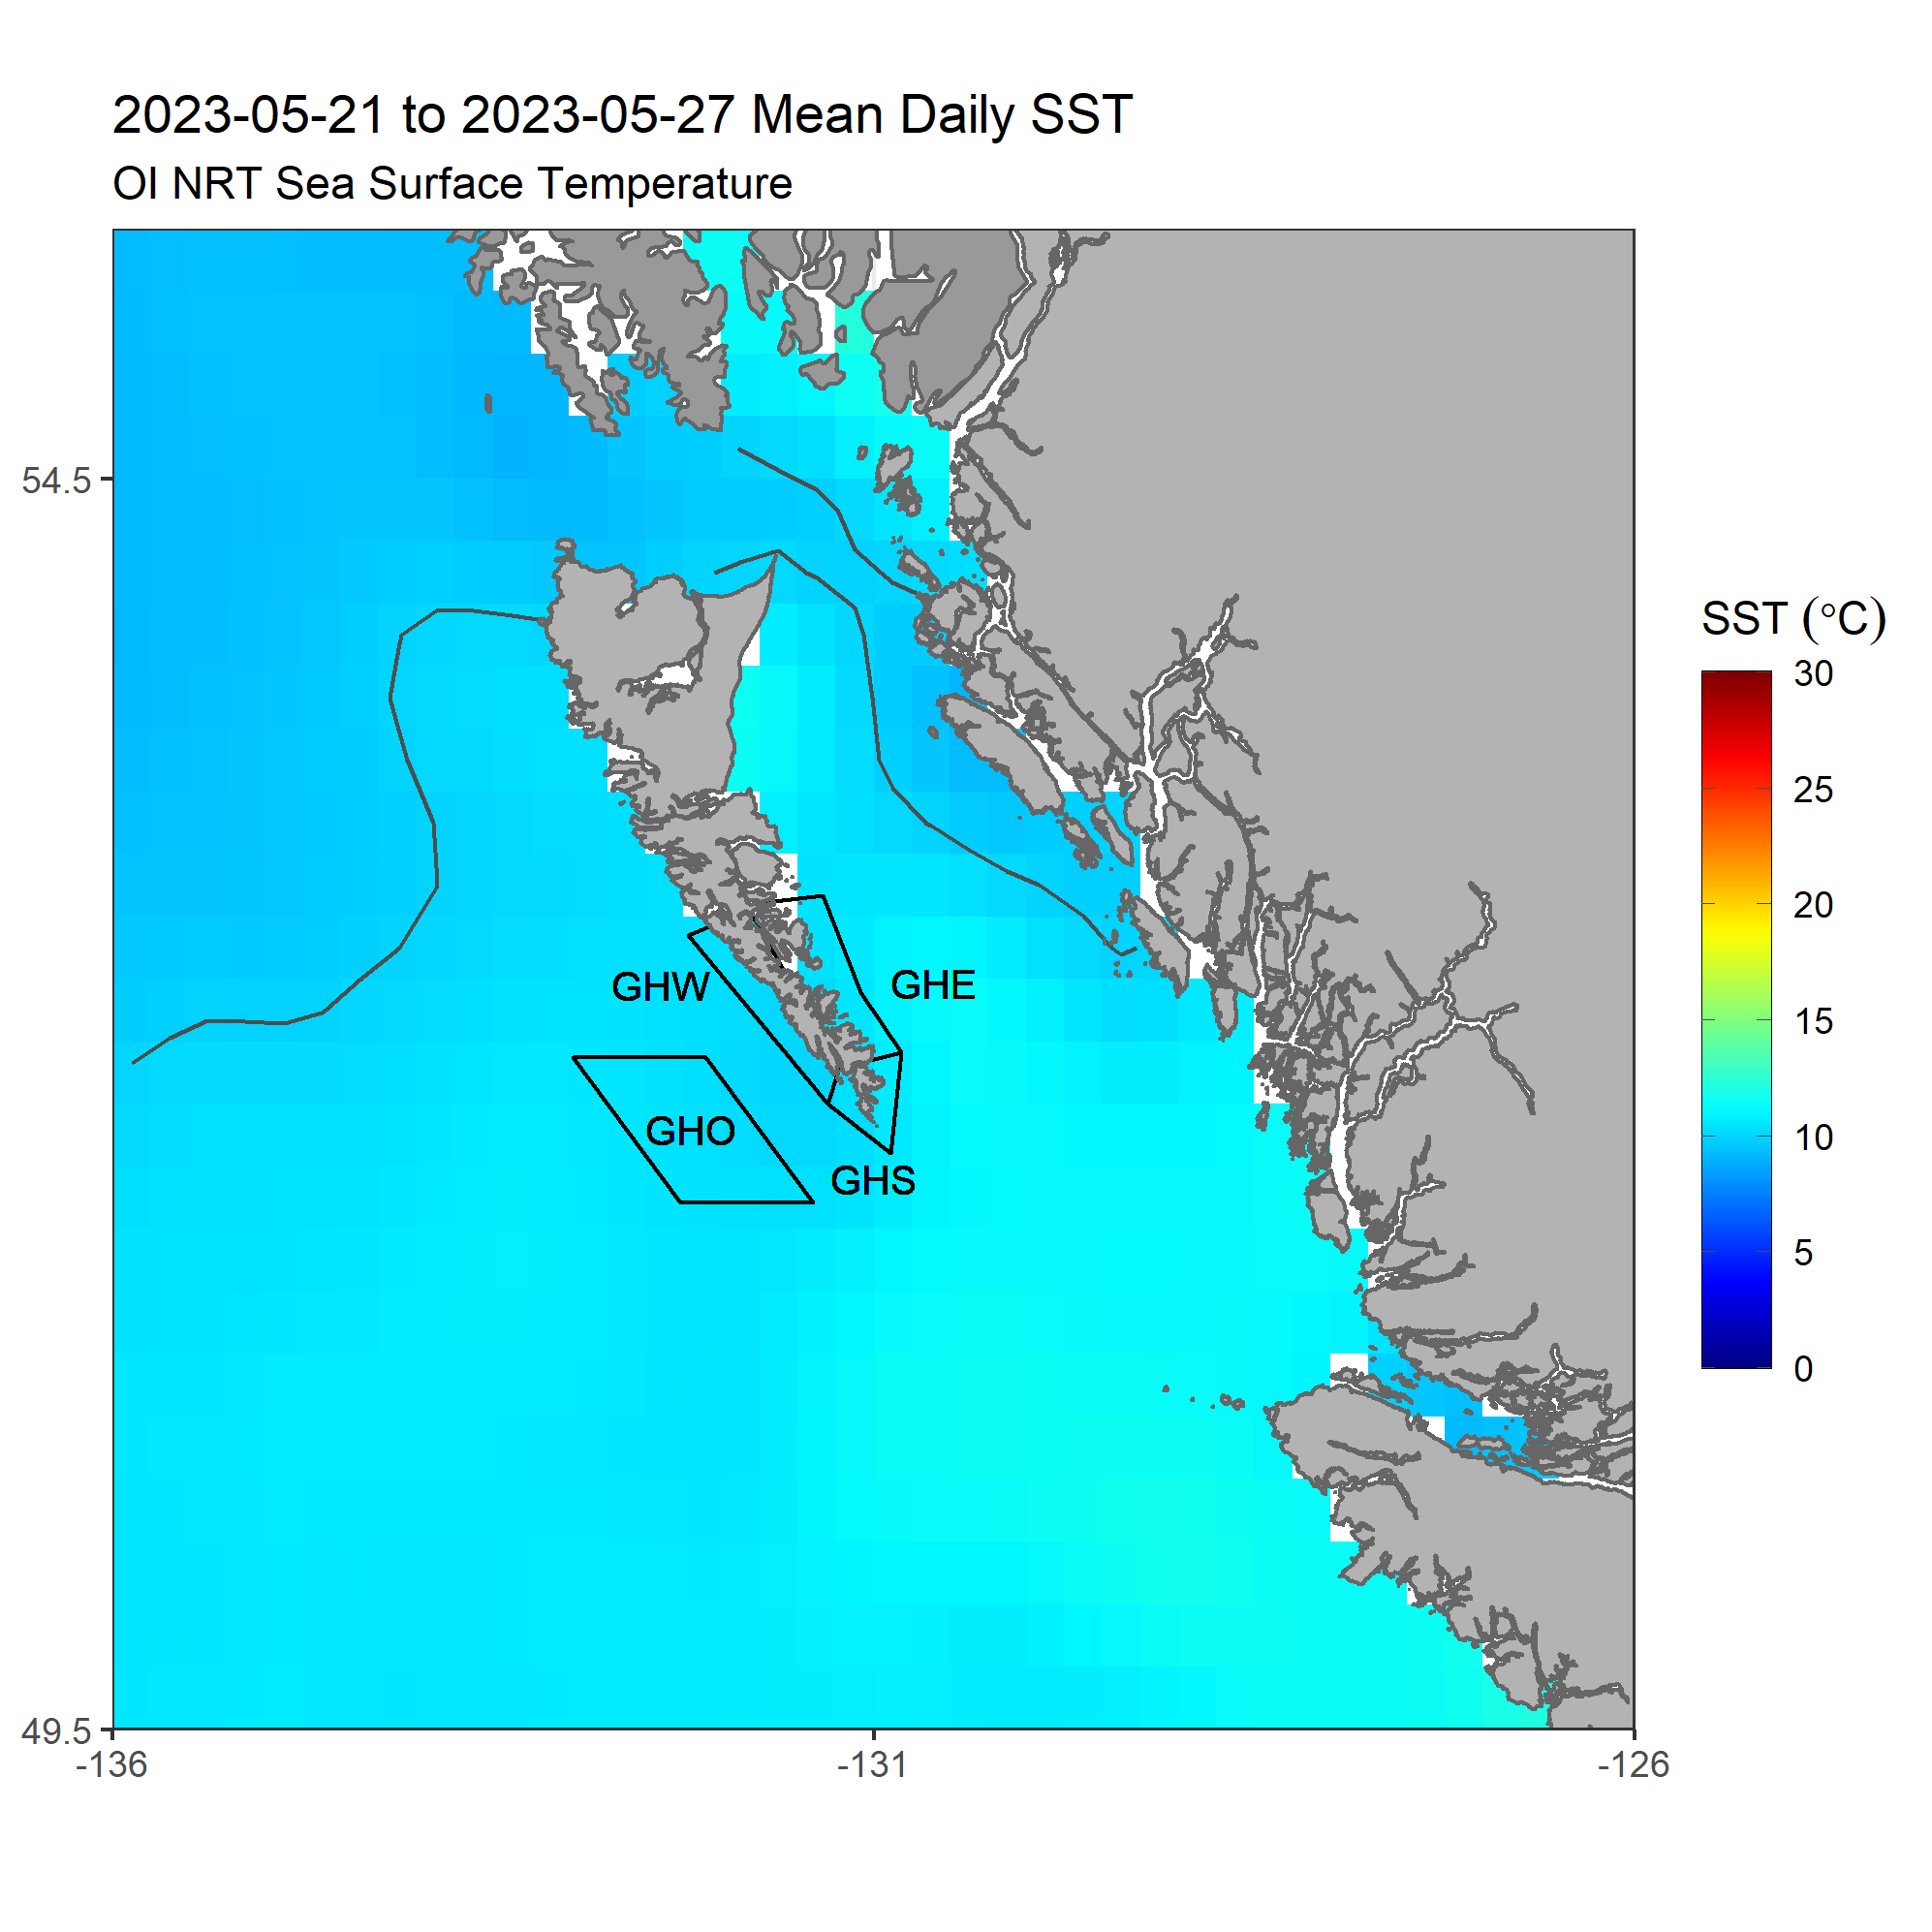 2023-05-21 to 2023-05-27 Mean Daily SST
OI NRT Sea Surface Temperature
54.5
49.5
-136
-131
-126
GHW
GHE
GHO
GHS
SST (°C)
30
25
20
15
10
5
0